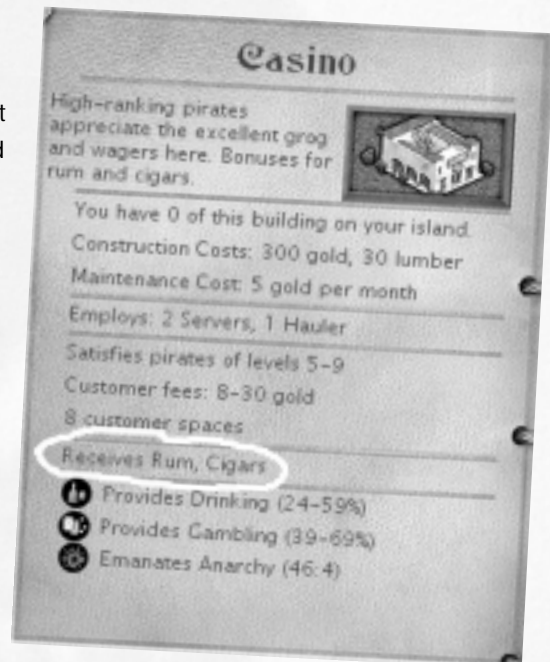 Casino
t
d
High-ranking pirates
appreciate the excellent grog
and wagers here. Bonuses for
rum and cigars.
You have 0 of this building on your island.
Construction Costs: 300 gold, 30 lumber
Maintenance Cost: 5 gold per month
Employs: 2 Servers, 1 Hauler
Satisfies pirates of levels 5-9
Customer fees: 8-30 gold
8 customer spaces
Receives Rum, Cigars
Provides Drinking (24-59%)
Provides Gambling (39-69%)
Emanates Anarchy (46:4)